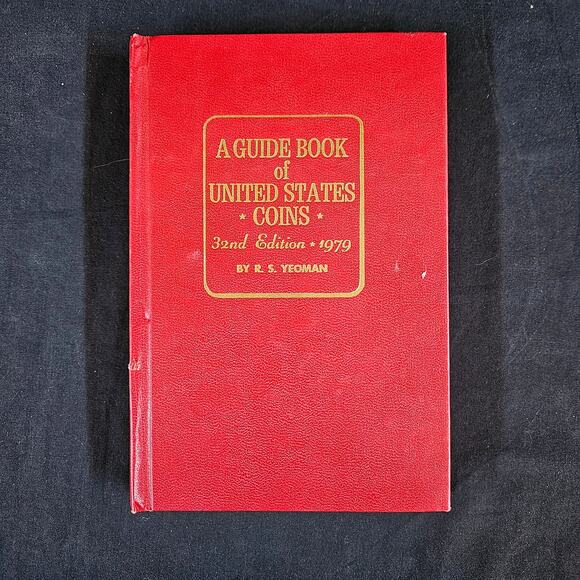 A GUIDE BOOK
of
UNITED STATES
★ COINS ★
32nd Edition ★ 1979
BY R. S. YEOMAN